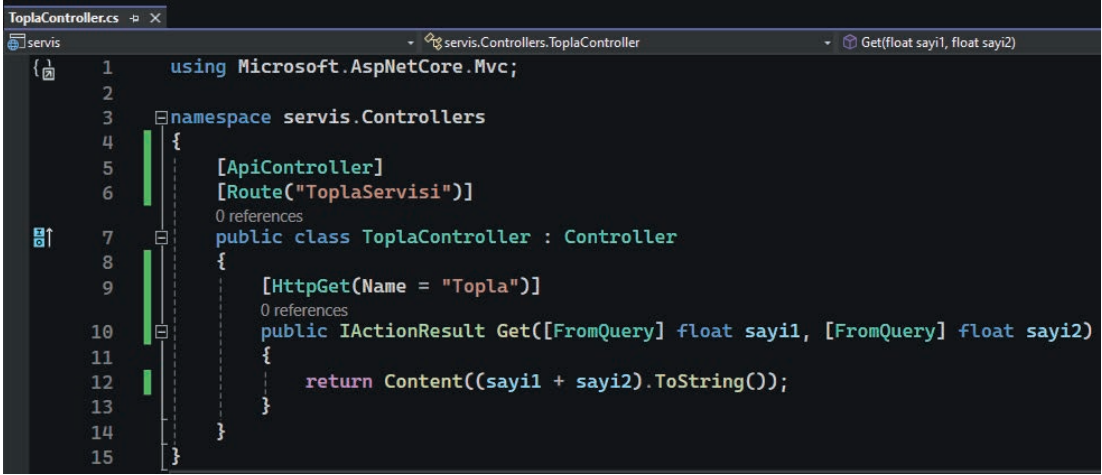 ToplaController.cs
servis servis.Controllers.ToplaController Get(float sayi1, float sayi2)
1 using Microsoft.AspNetCore.Mvc;
2
3 namespace servis.Controllers
4 {
5 [ApiController]
6 [Route("ToplaServisi")]
0 references
7 public class ToplaController : Controller
8 {
9 [HttpGet(Name = "Topla")]
0 references
10 public IActionResult Get([FromQuery] float sayi1, [FromQuery] float sayi2)
11 {
12 return Content((sayi1 + sayi2).ToString());
13 }
14 }
15 }